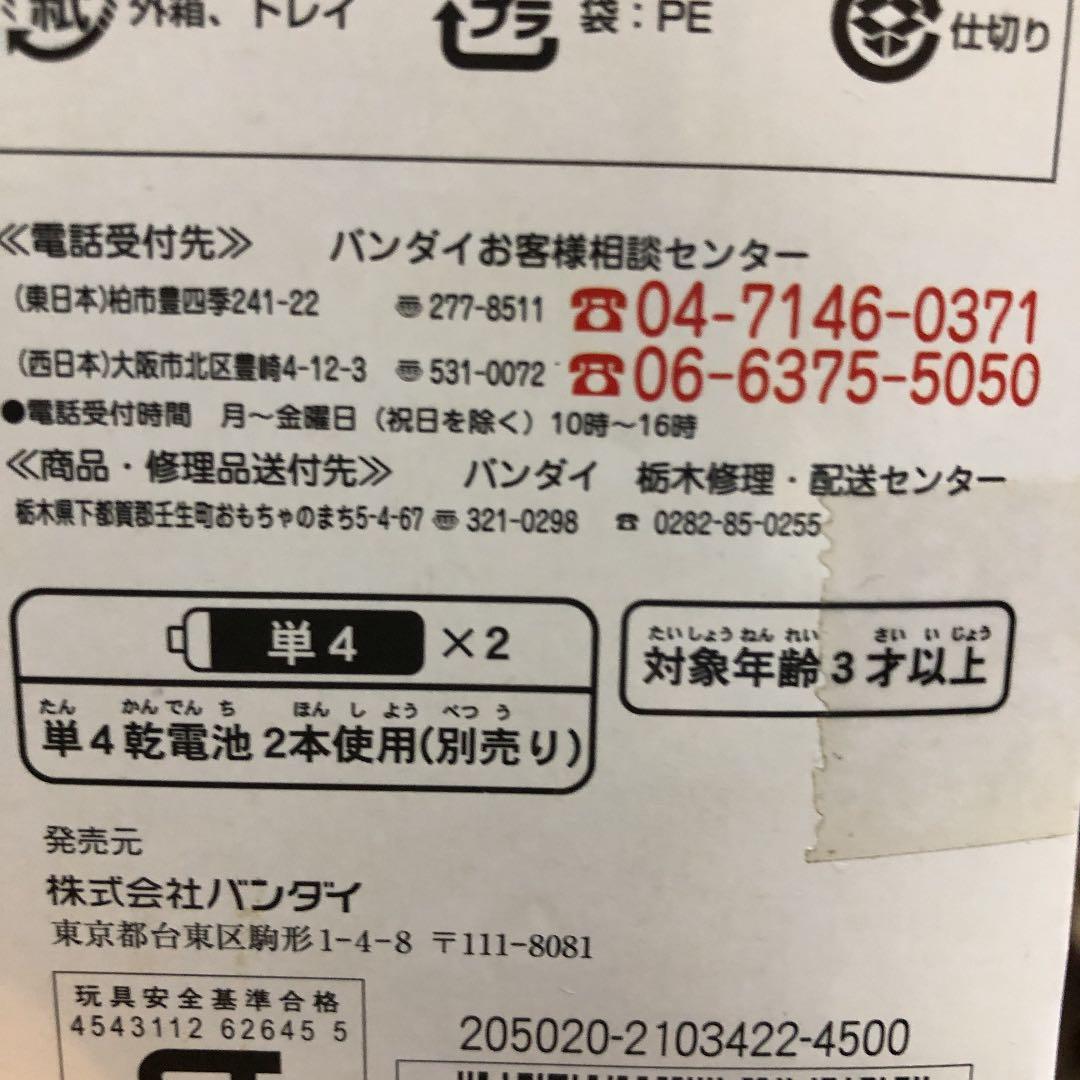 紙 外箱、トレイ プラ 袋：PE 仕切り
≪電話受付先≫ バンダイお客様相談センター
(東日本)柏市豊四季241-22 〠277-8511 ☎04-7146-0371
(西日本)大阪市北区豊崎4-12-3 〠531-0072 ☎06-6375-5050
●電話受付時間 月～金曜日（祝日を除く）10時～16時
≪商品・修理品送付先≫ バンダイ 栃木修理・配送センター
栃木県下都賀郡壬生町おもちゃのまち5-4-67 〠321-0298 ☎ 0282-85-0255
単4 ×2
たん かんでん ち ほん し よう べつ う
単4乾電池2本使用(別売り)
たいしょう ねん れい さい い じょう
対象年齢3才以上
発売元
株式会社バンダイ
東京都台東区駒形1-4-8 〒111-8081
玩具安全基準合格
4543112 62645 5
205020-2103422-4500